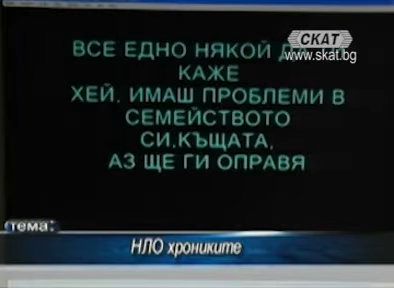 СКАТ
www.skat.bg
ВСЕ ЕДНО НЯКОЙ
КАЖЕ
ХЕЙ, ИМАШ ПРОБЛЕМИ В
СЕМЕЙСТВОТО
СИ,КЪЩАТА,
АЗ ЩЕ ГИ ОПРАВЯ
тема:
НЛО хрониките